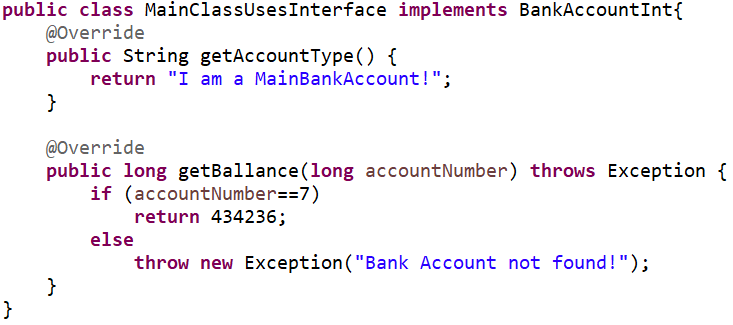 public class MainClassUsesInterface implements BankAccountInt{
    @Override
    public String getAccountType() {
        return "I am a MainBankAccount!";
    }

    @Override
    public long getBallance(long accountNumber) throws Exception {
        if (accountNumber==7)
            return 434236;
        else
            throw new Exception("Bank Account not found!");
    }
}